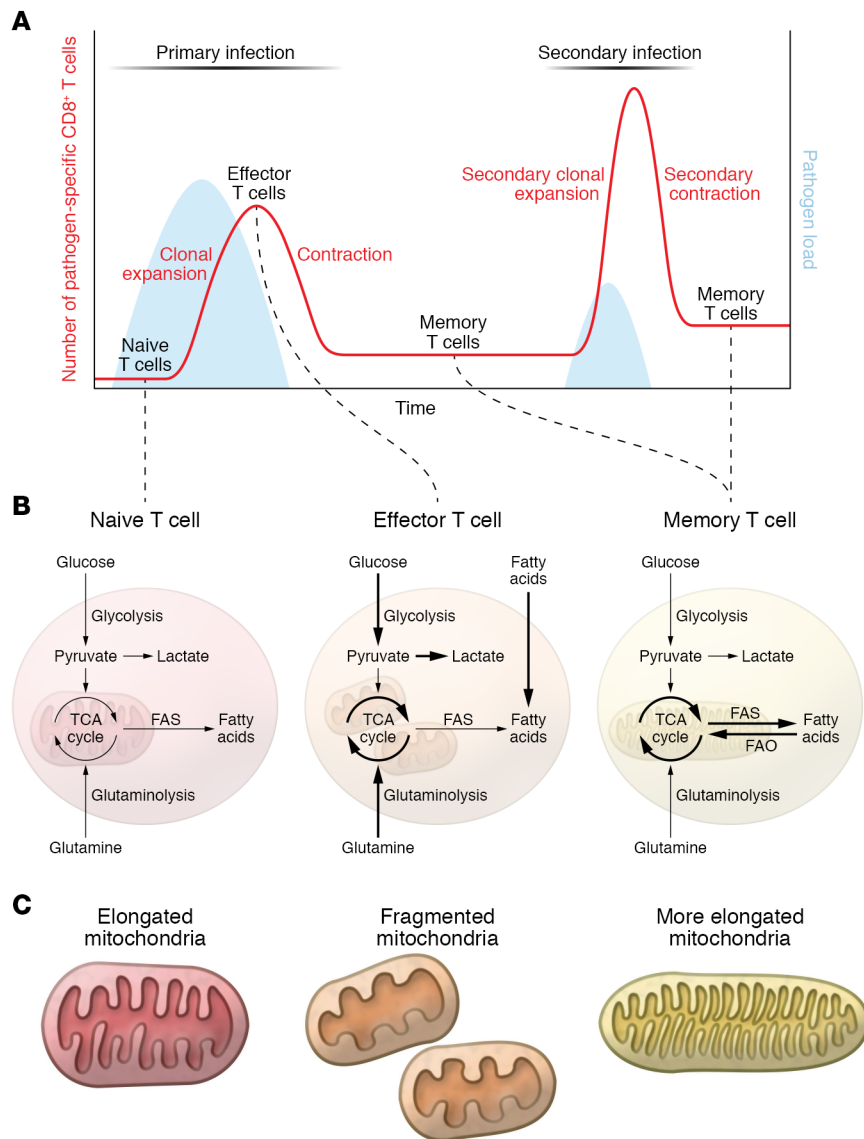 A
Primary infection
Secondary infection
Number of pathogen-specific CD8⁺ T cells
Pathogen load
Effector
T cells
Clonal
expansion
Contraction
Naive
T cells
Memory
T cells
Secondary clonal
expansion
Secondary
contraction
Memory
T cells
Time
B
Naive T cell
Effector T cell
Memory T cell
Glucose
Glycolysis
Pyruvate
Lactate
TCA
cycle
FAS
Fatty
acids
Glutaminolysis
Glutamine
Glucose
Fatty
acids
Glycolysis
Pyruvate
Lactate
TCA
cycle
FAS
Fatty
acids
Glutaminolysis
Glutamine
Glucose
Glycolysis
Pyruvate
Lactate
TCA
cycle
FAS
FAO
Fatty
acids
Glutaminolysis
Glutamine
C
Elongated
mitochondria
Fragmented
mitochondria
More elongated
mitochondria